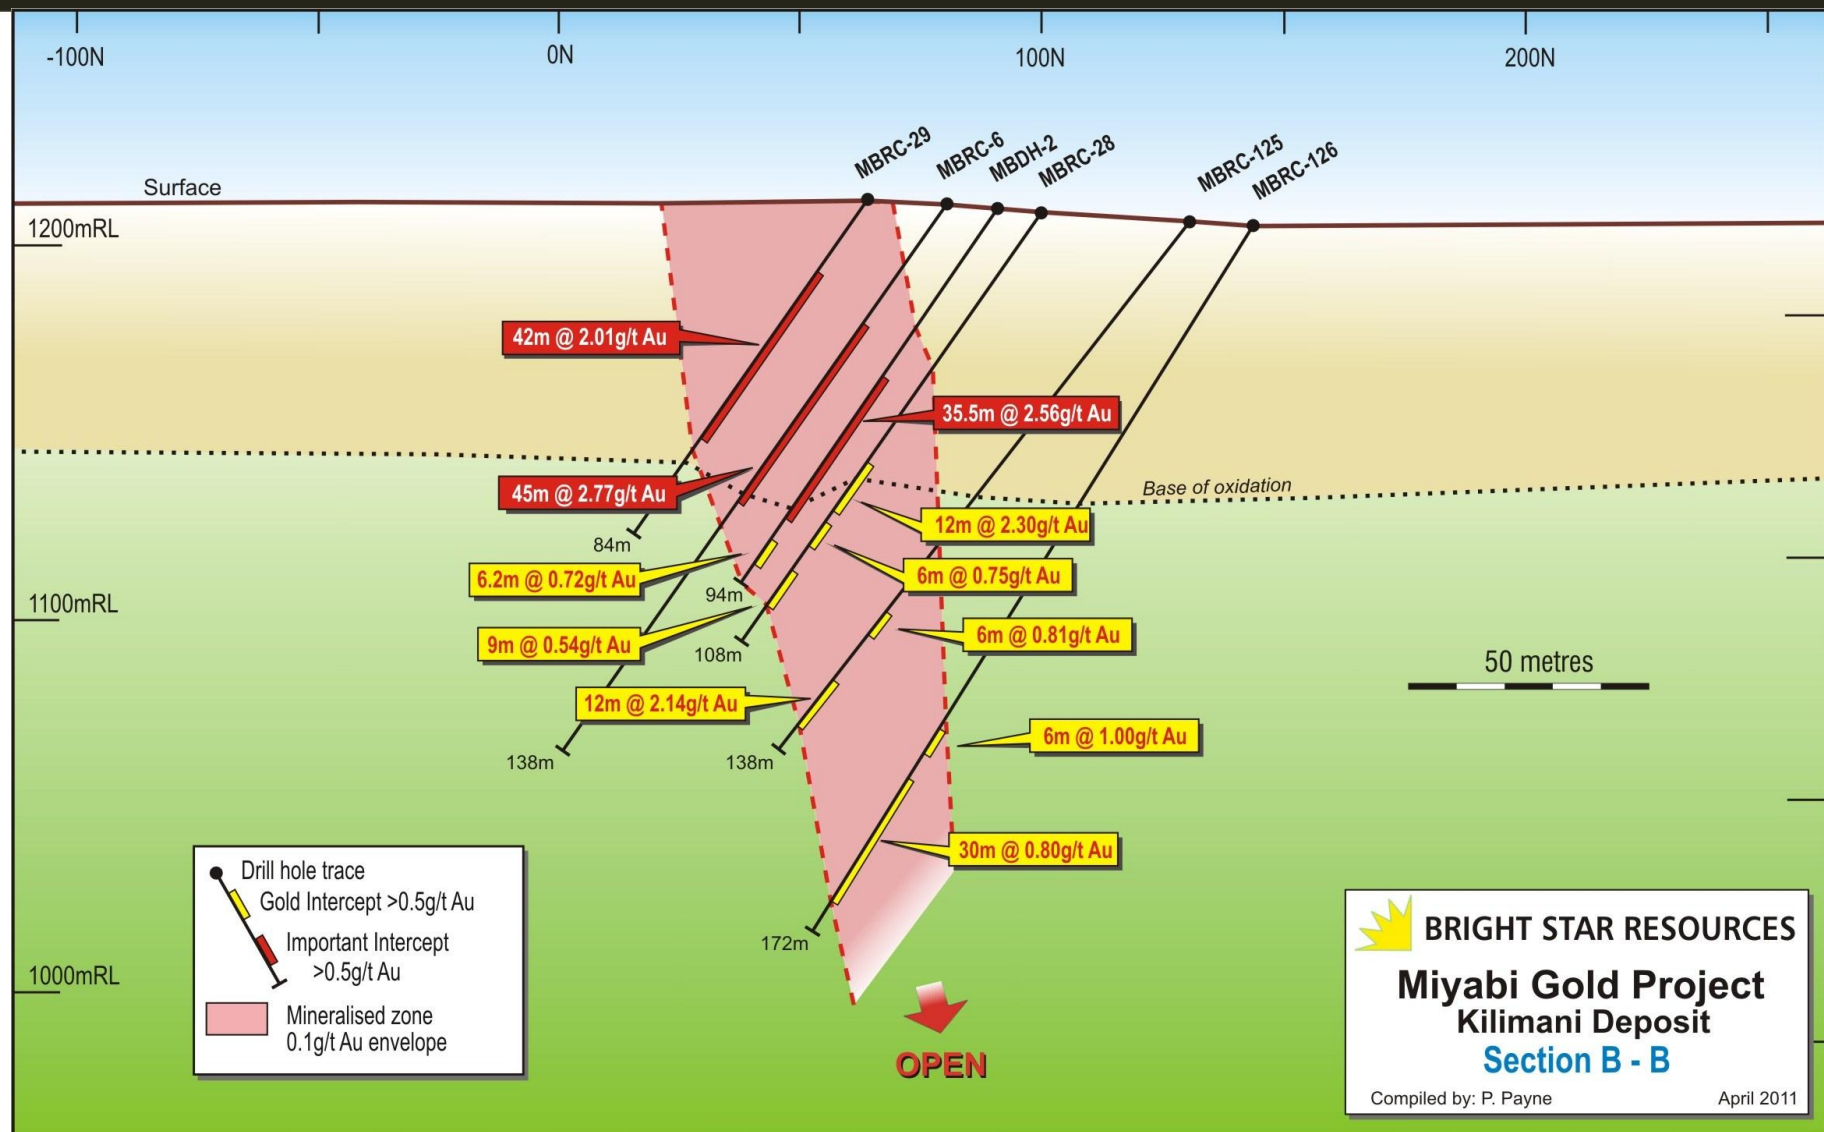 -100N
0N
100N
200N
MBRC-29
MBRC-6
MBDH-2
MBRC-28
MBRC-125
MBRC-126
Surface
1200mRL
42m @ 2.01g/t Au
35.5m @ 2.56g/t Au
45m @ 2.77g/t Au
Base of oxidation
12m @ 2.30g/t Au
84m
6.2m @ 0.72g/t Au
6m @ 0.75g/t Au
94m
1100mRL
9m @ 0.54g/t Au
6m @ 0.81g/t Au
108m
50 metres
12m @ 2.14g/t Au
6m @ 1.00g/t Au
138m
138m
30m @ 0.80g/t Au
172m
1000mRL
Drill hole trace
Gold Intercept >0.5g/t Au
Important Intercept
>0.5g/t Au
Mineralised zone
0.1g/t Au envelope
OPEN
BRIGHT STAR RESOURCES
Miyabi Gold Project
Kilimani Deposit
Section B - B
Compiled by: P. Payne
April 2011